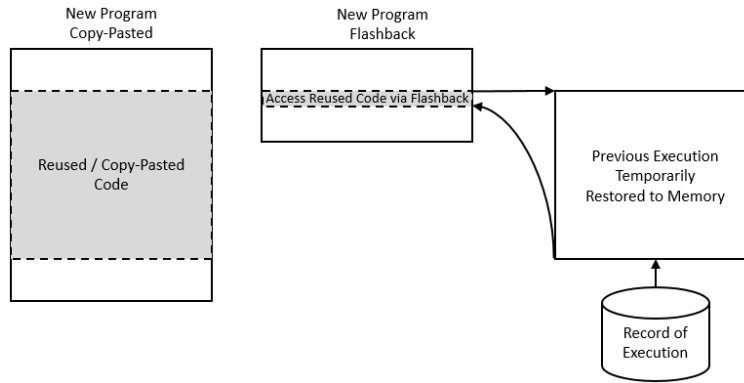 New Program
Copy-Pasted
Reused / Copy-Pasted
Code
New Program
Flashback
Access Reused Code via Flashback
Previous Execution
Temporarily
Restored to Memory
Record of
Execution